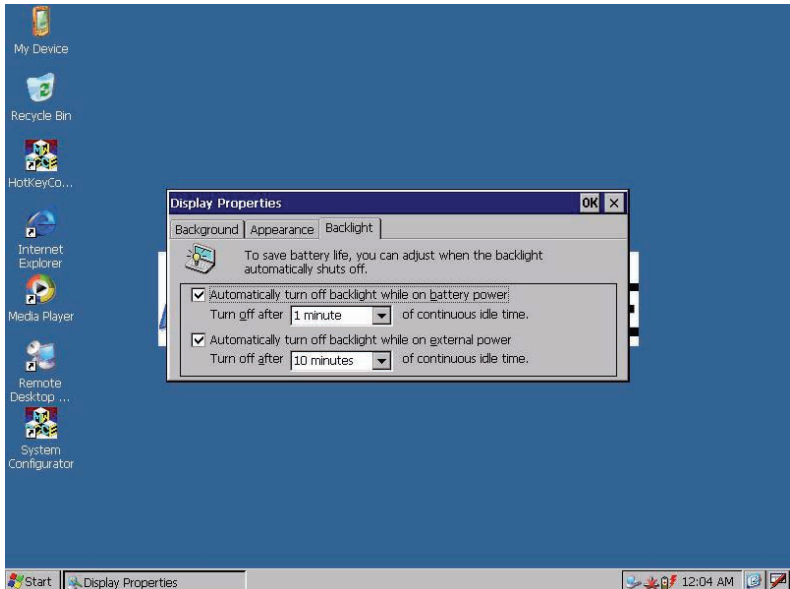 My Device
Recycle Bin
HotKeyCo...
Internet
Explorer
Media Player
Remote
Desktop ...
System
Configurator
Display Properties
OK
Background
Appearance
Backlight
To save battery life, you can adjust when the backlight
automatically shuts off.
Automatically turn off backlight while on battery power
Turn off after 1 minute of continuous idle time.
Automatically turn off backlight while on external power
Turn off after 10 minutes of continuous idle time.
Start
Display Properties
12:04 AM